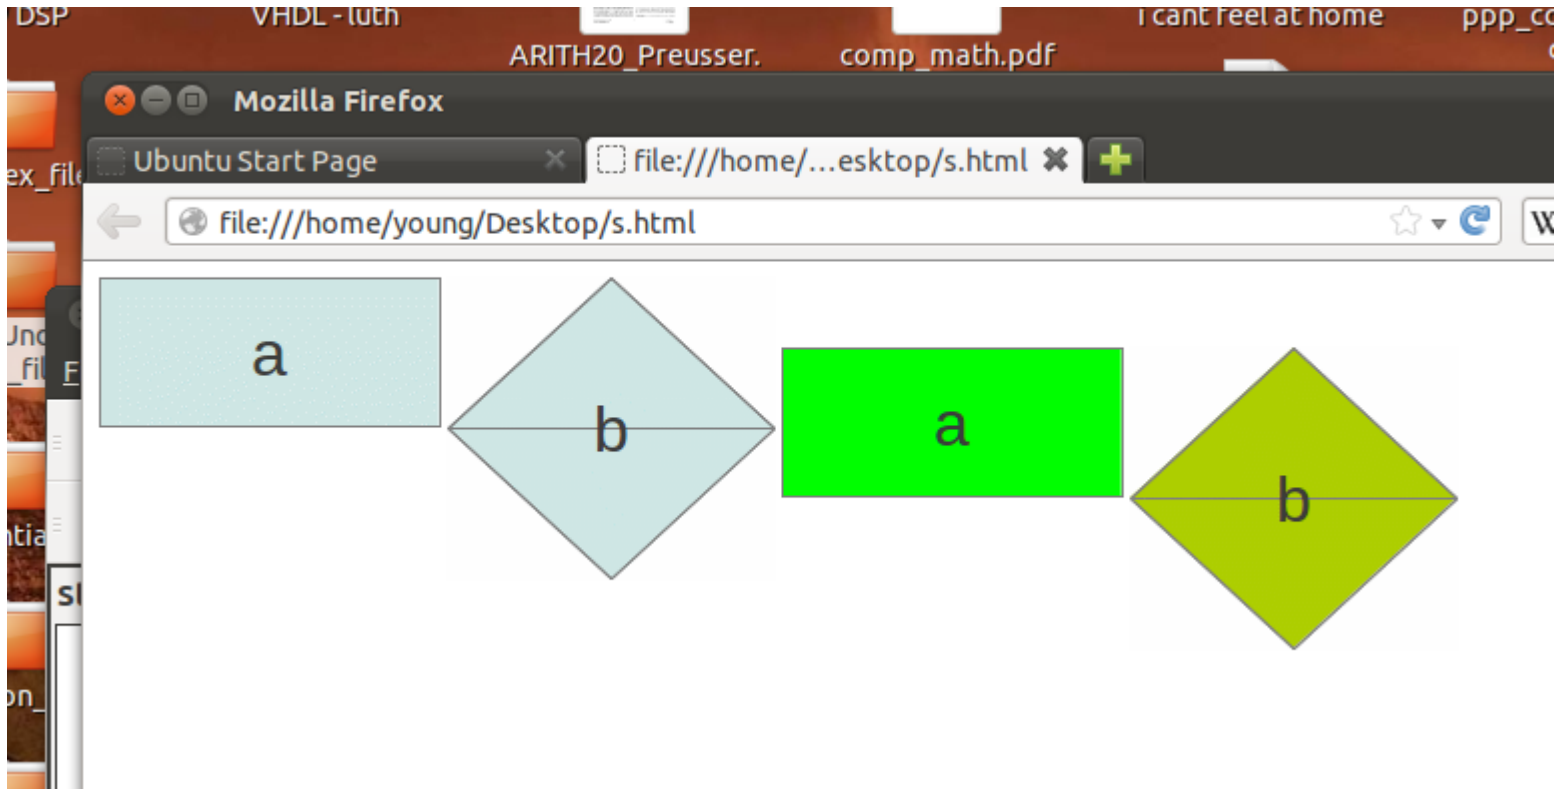 DSP
VHDL - luth
i cant feel at home
ARITH20_Preusser.
comp_math.pdf
Mozilla Firefox
Ubuntu Start Page
file:///home/...esktop/s.html
file:///home/young/Desktop/s.html
W
F
a
b
a
b